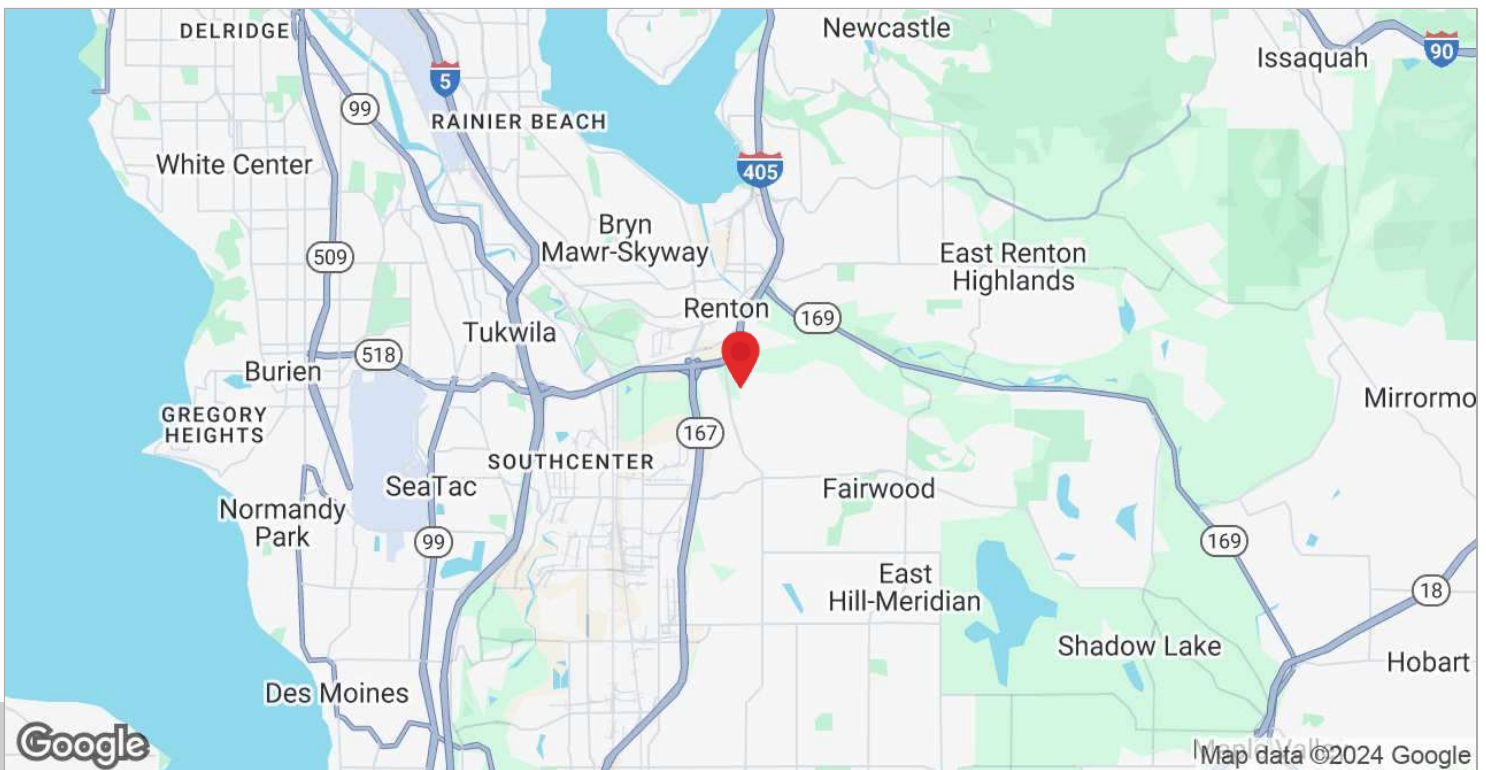 DELRIDGE
Newcastle
Issaquah
90
5
99
RAINIER BEACH
White Center
405
Bryn
Mawr-Skyway
509
East Renton
Highlands
Renton
169
Tukwila
518
Burien
Mirrormo
GREGORY
HEIGHTS
167
SOUTHCENTER
SeaTac
Fairwood
Normandy
Park
99
169
East
Hill-Meridian
18
Shadow Lake
Hobart
Des Moines
Google
Map data ©2024 Google